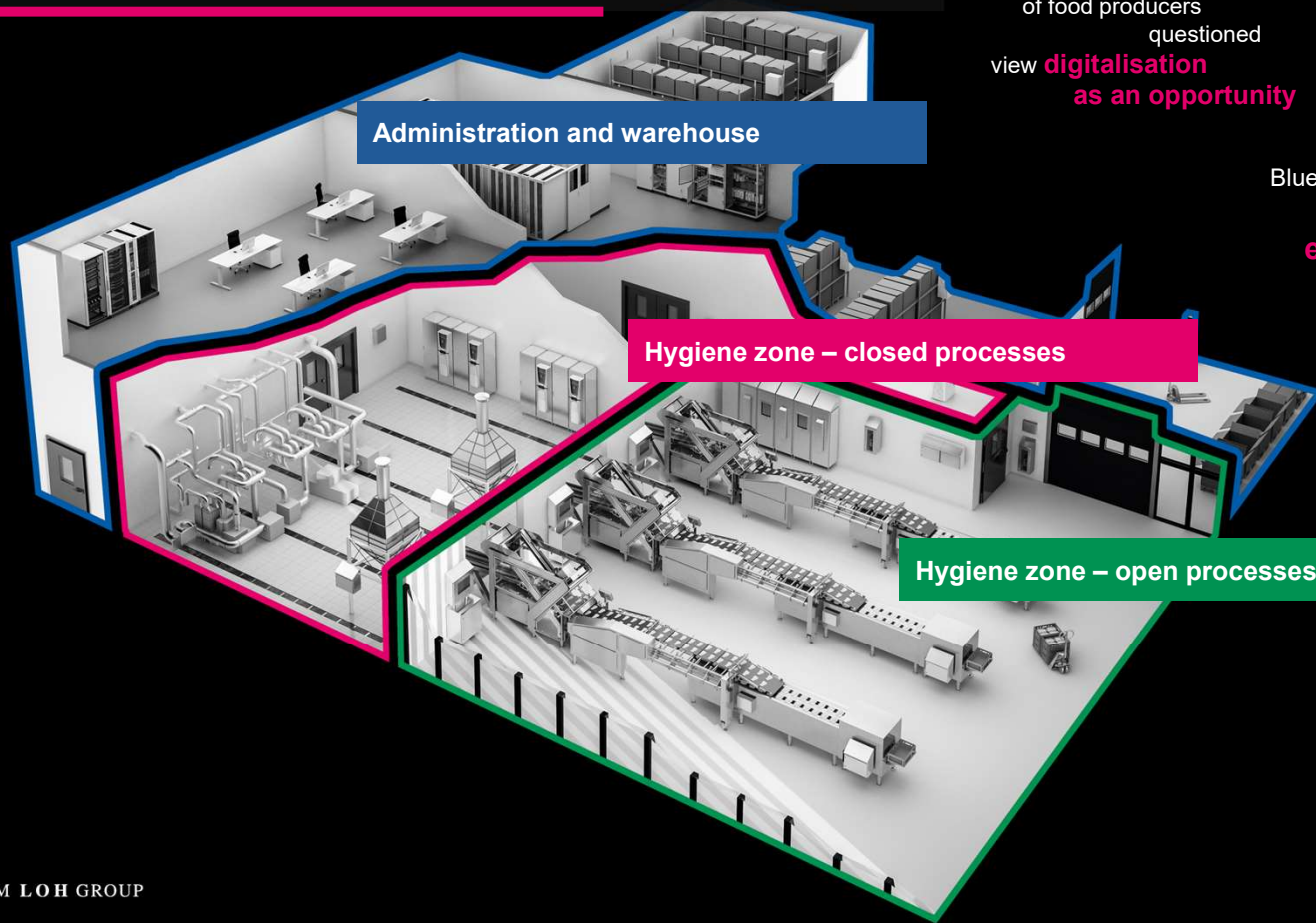 of food producers
questioned
view digitalisation
as an opportunity
Administration and warehouse
Blue
Hygiene zone – closed processes
Hygiene zone – open processes
LOH GROUP